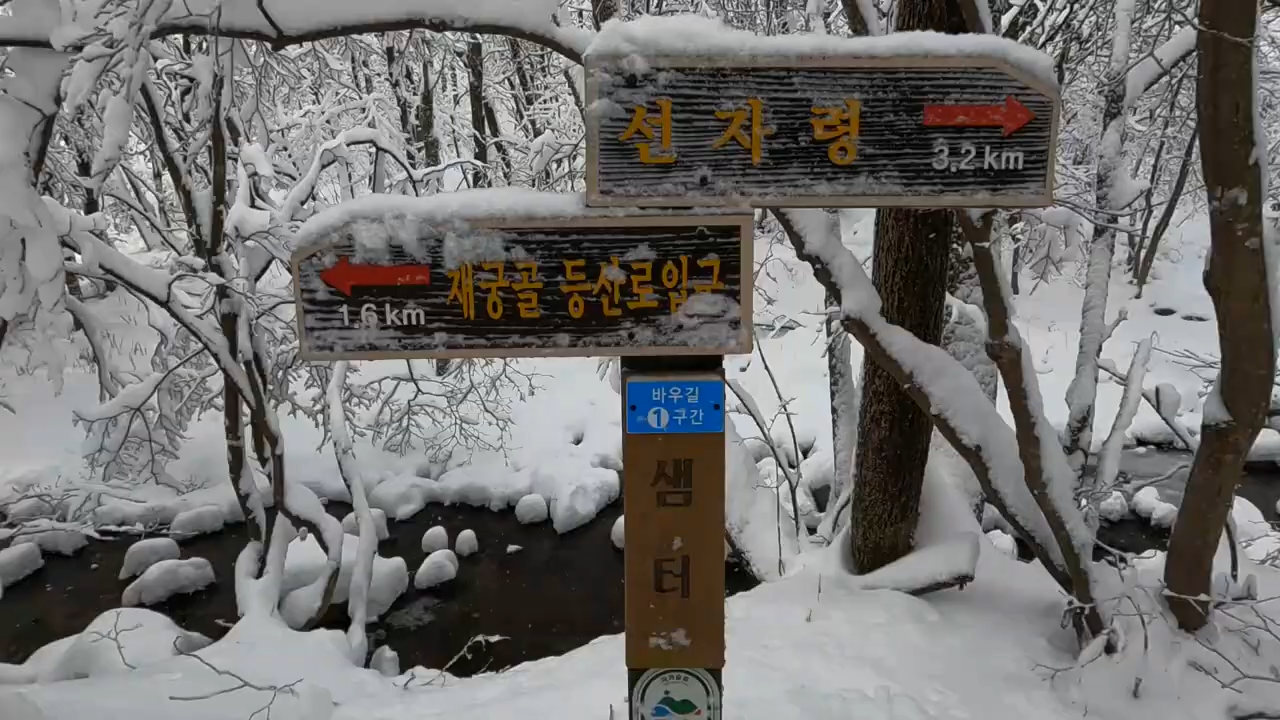 선자령
3.2 km
재궁골 등산로입구
1.6 km
바우길
1 구간
샘
터